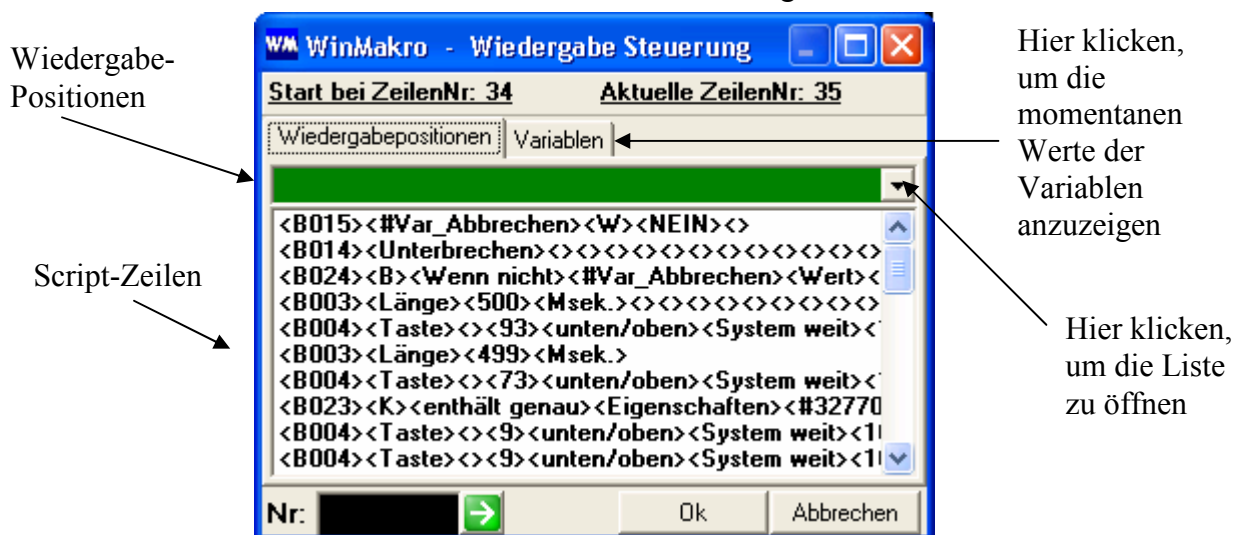 Wiedergabe-
Positionen
Script-Zeilen
WM WinMakro - Wiedergabe Steuerung
Start bei ZeilenNr: 34 Aktuelle ZeilenNr: 35
Wiedergabepositionen Variablen
<B015><#Var_Abbrechen><W><NEIN><>
<B014><Unterbrechen><><><><><><><><><><><>
<B024><B><Wenn nicht><#Var_Abbrechen><Wert><
<B003><Länge><500><Msek.><><><><><><><><><>
<B004><Taste><><93><unten/oben><System weit><
<B003><Länge><499><Msek.>
<B004><Taste><><73><unten/oben><System weit><
<B023><K><enthält genau><Eigenschaften><#32770
<B004><Taste><><9><unten/oben><System weit><1
<B004><Taste><><9><unten/oben><System weit><1
Nr: Ok Abbrechen
Hier klicken,
um die
momentanen
Werte der
Variablen
anzuzeigen
Hier klicken,
um die Liste
zu öffnen